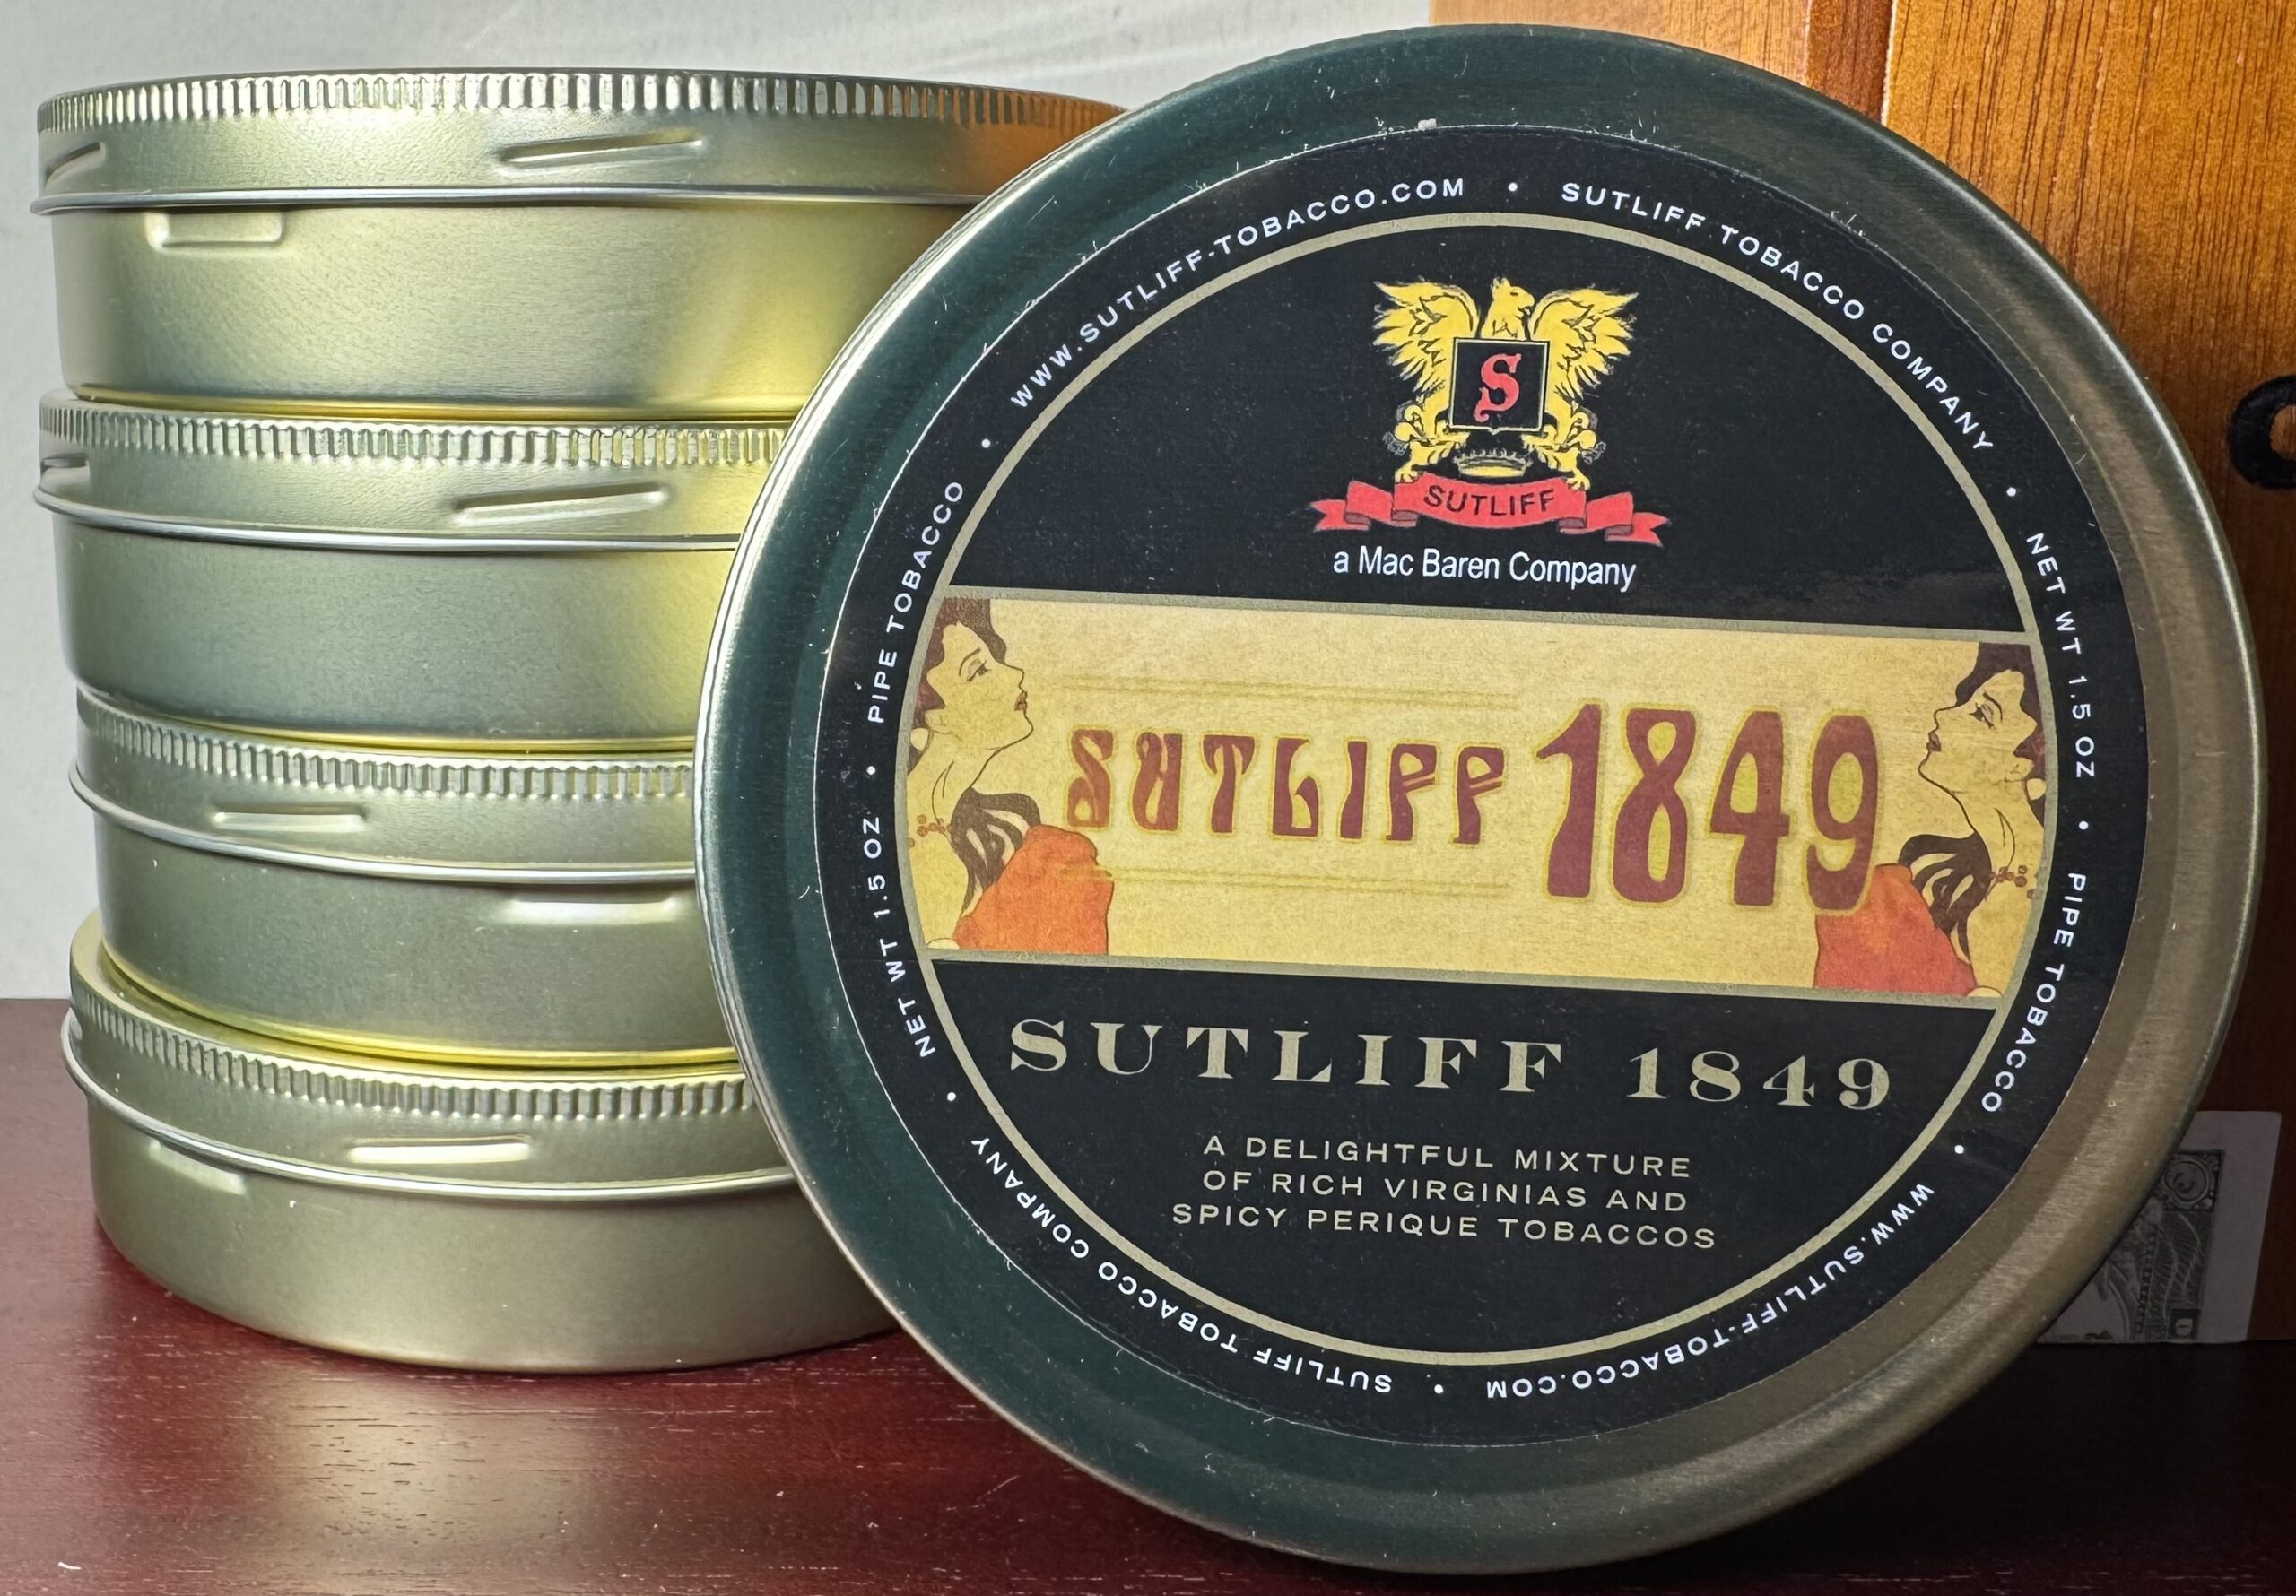 WWW.SUTLIFF-TOBACCO.COM • SUTLIFF TOBACCO COMPANY • NET WT 1.5 OZ • PIPE TOBACCO • WWW.SUTLIFF-TOBACCO.COM • SUTLIFF TOBACCO COMPANY • NET WT 1.5 OZ • PIPE TOBACCO •
S
SUTLIFF
a Mac Baren Company
SUTLIFF 1849
SUTLIFF 1849
A DELIGHTFUL MIXTURE
OF RICH VIRGINIAS AND
SPICY PERIQUE TOBACCOS